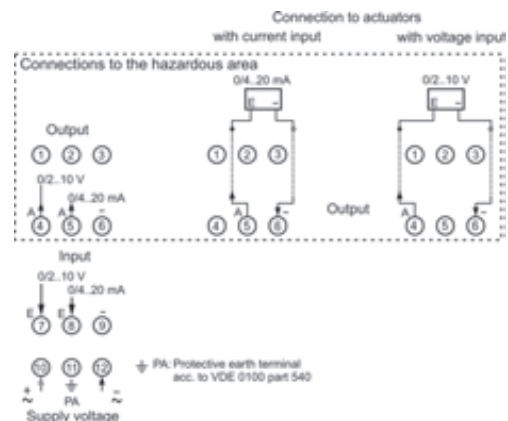 Connection to actuators
with current input
with voltage input
Connections to the hazardous area
0/4..20 mA
0/2..10 V
E –
E –
Output
1 2 3
1 2 3
1 2 3
0/2..10 V
0/4..20 mA
A A –
4 5 6
A –
4 5 6
Output
A –
4 5 6
Input
0/2..10 V
0/4..20 mA
E E –
7 8 9
10 11 12
PA: Protective earth terminal
acc. to VDE 0100 part 540
+
~ PA –
~
Supply voltage